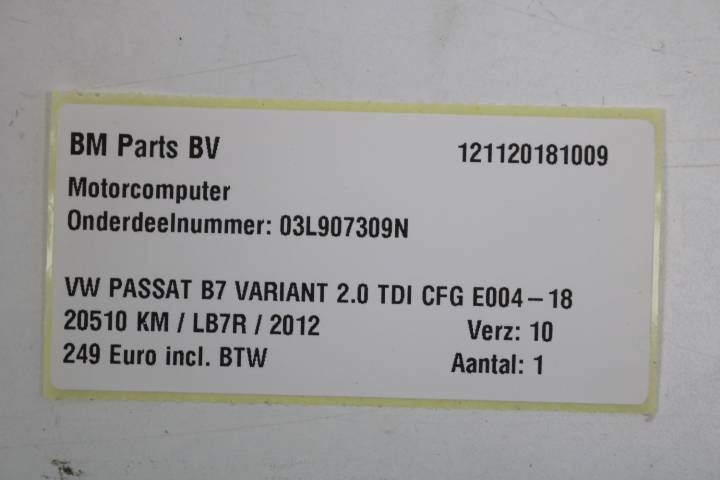 BM Parts BV 121120181009
Motorcomputer
Onderdeelnummer: 03L907309N
VW PASSAT B7 VARIANT 2.0 TDI CFG E004-18
20510 KM / LB7R / 2012 Verz: 10
249 Euro incl. BTW Aantal: 1